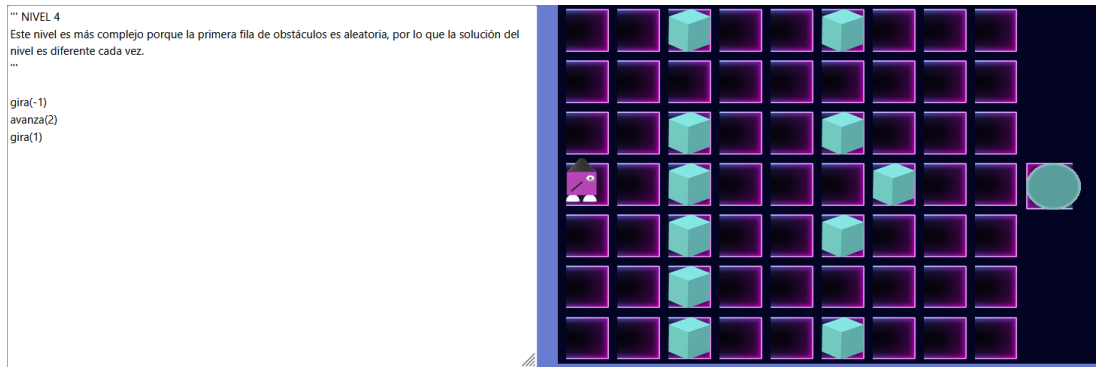 ''' NIVEL 4
Este nivel es más complejo porque la primera fila de obstáculos es aleatoria, por lo que la solución del
nivel es diferente cada vez.
'''
gira(-1)
avanza(2)
gira(1)